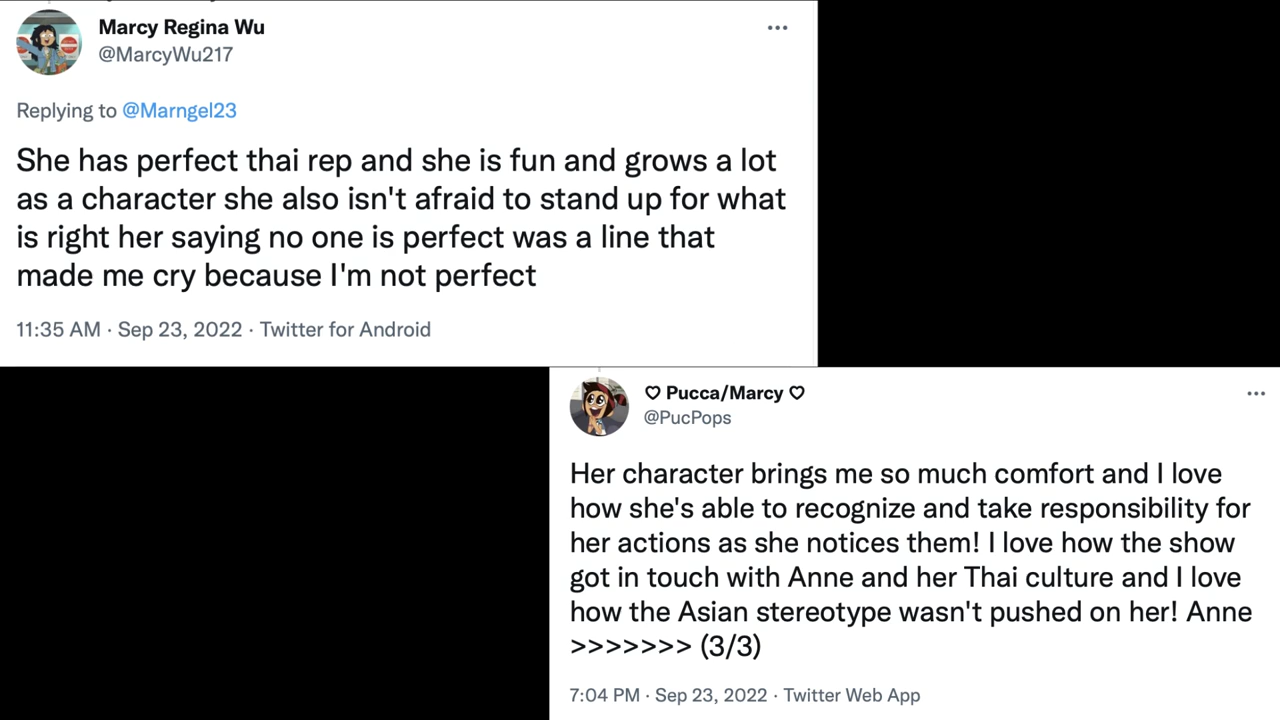 Marcy Regina Wu
@MarcyWu217
Replying to @Marngel23
She has perfect thai rep and she is fun and grows a lot
as a character she also isn't afraid to stand up for what
is right her saying no one is perfect was a line that
made me cry because I'm not perfect
11:35 AM · Sep 23, 2022 · Twitter for Android
♡ Pucca/Marcy ♡
@PucPops
Her character brings me so much comfort and I love
how she's able to recognize and take responsibility for
her actions as she notices them! I love how the show
got in touch with Anne and her Thai culture and I love
how the Asian stereotype wasn't pushed on her! Anne
>>>>>>> (3/3)
7:04 PM · Sep 23, 2022 · Twitter Web App